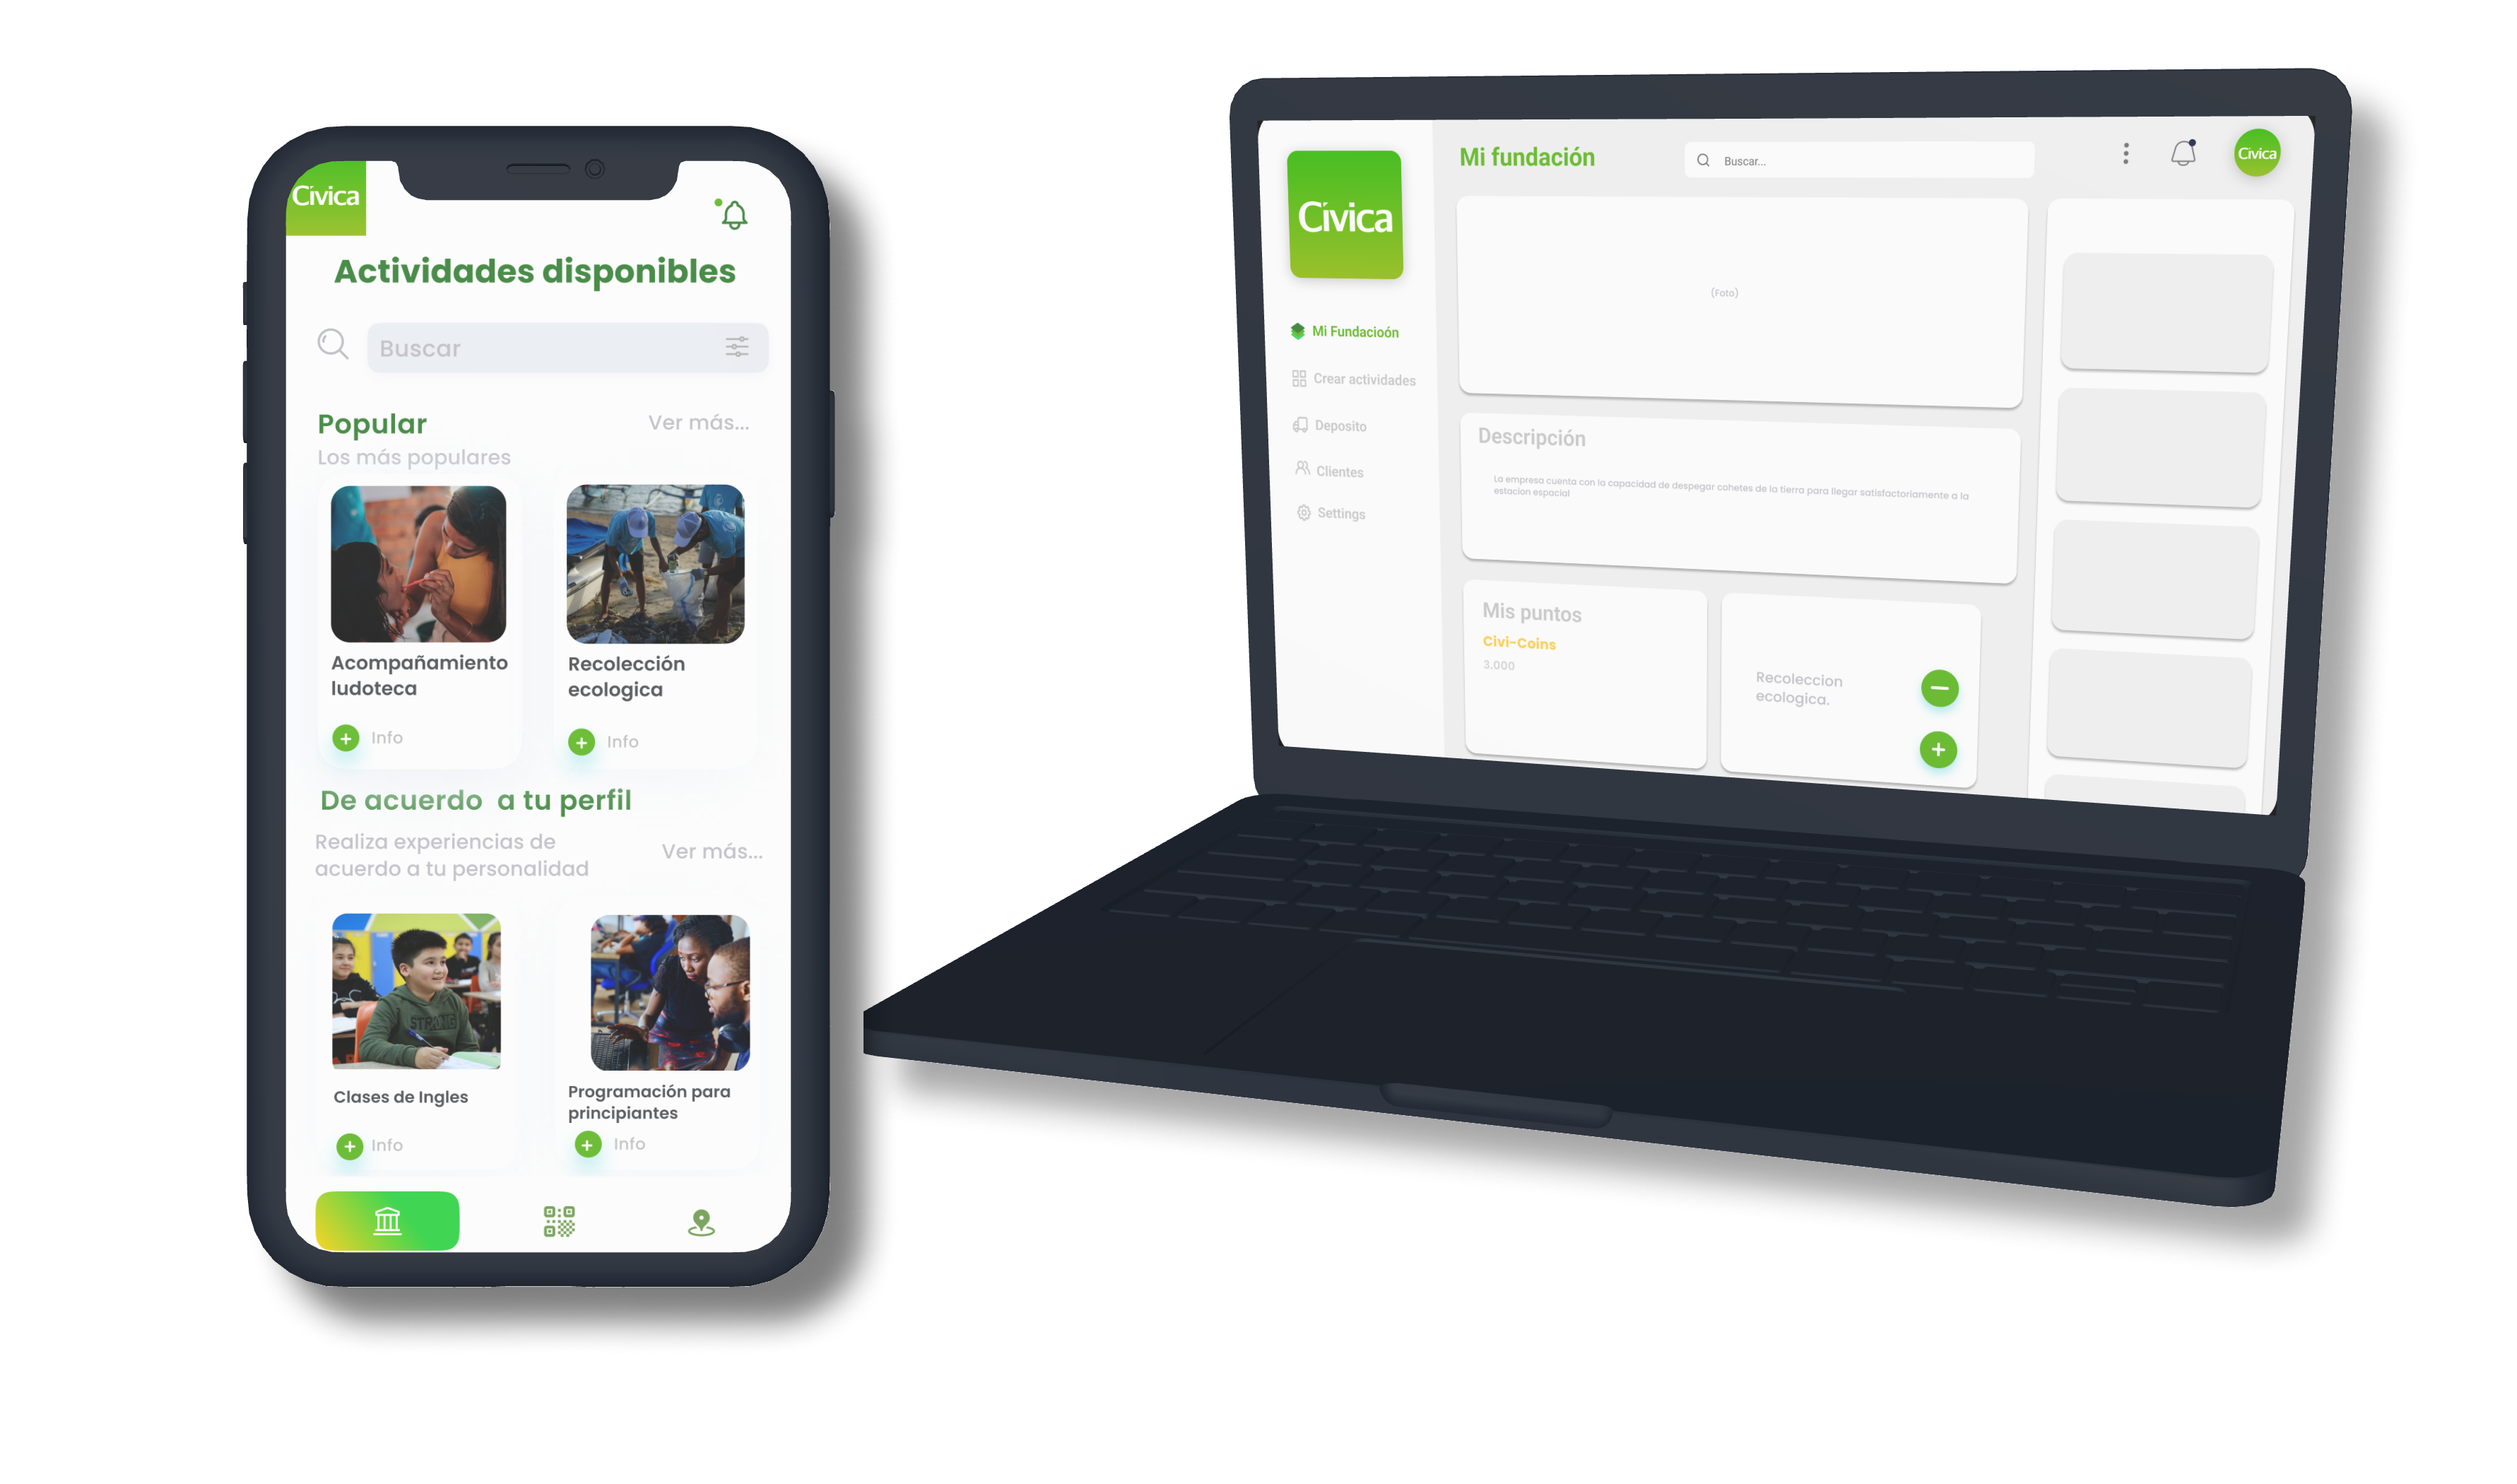 Cívica
Actividades disponibles
Buscar
Popular
Ver más...
Los más populares
Acompañamiento
ludoteca
Info
Recolección
ecologica
Info
De acuerdo a tu perfil
Realiza experiencias de
acuerdo a tu personalidad
Ver más...
STRONG
Clases de Ingles
Info
Programación para
principiantes
Info
Cívica
Mi fundación
Buscar...
Cívica
Mi Fundacioón
Crear actividades
Deposito
Clientes
Settings
(Foto)
Descripción
La empresa cuenta con la capacidad de despegar cohetes de la tierra para llegar satisfactoriamente a la
estacion espacial
Mis puntos
Civi-Coins
3.000
Recoleccion
ecologica.